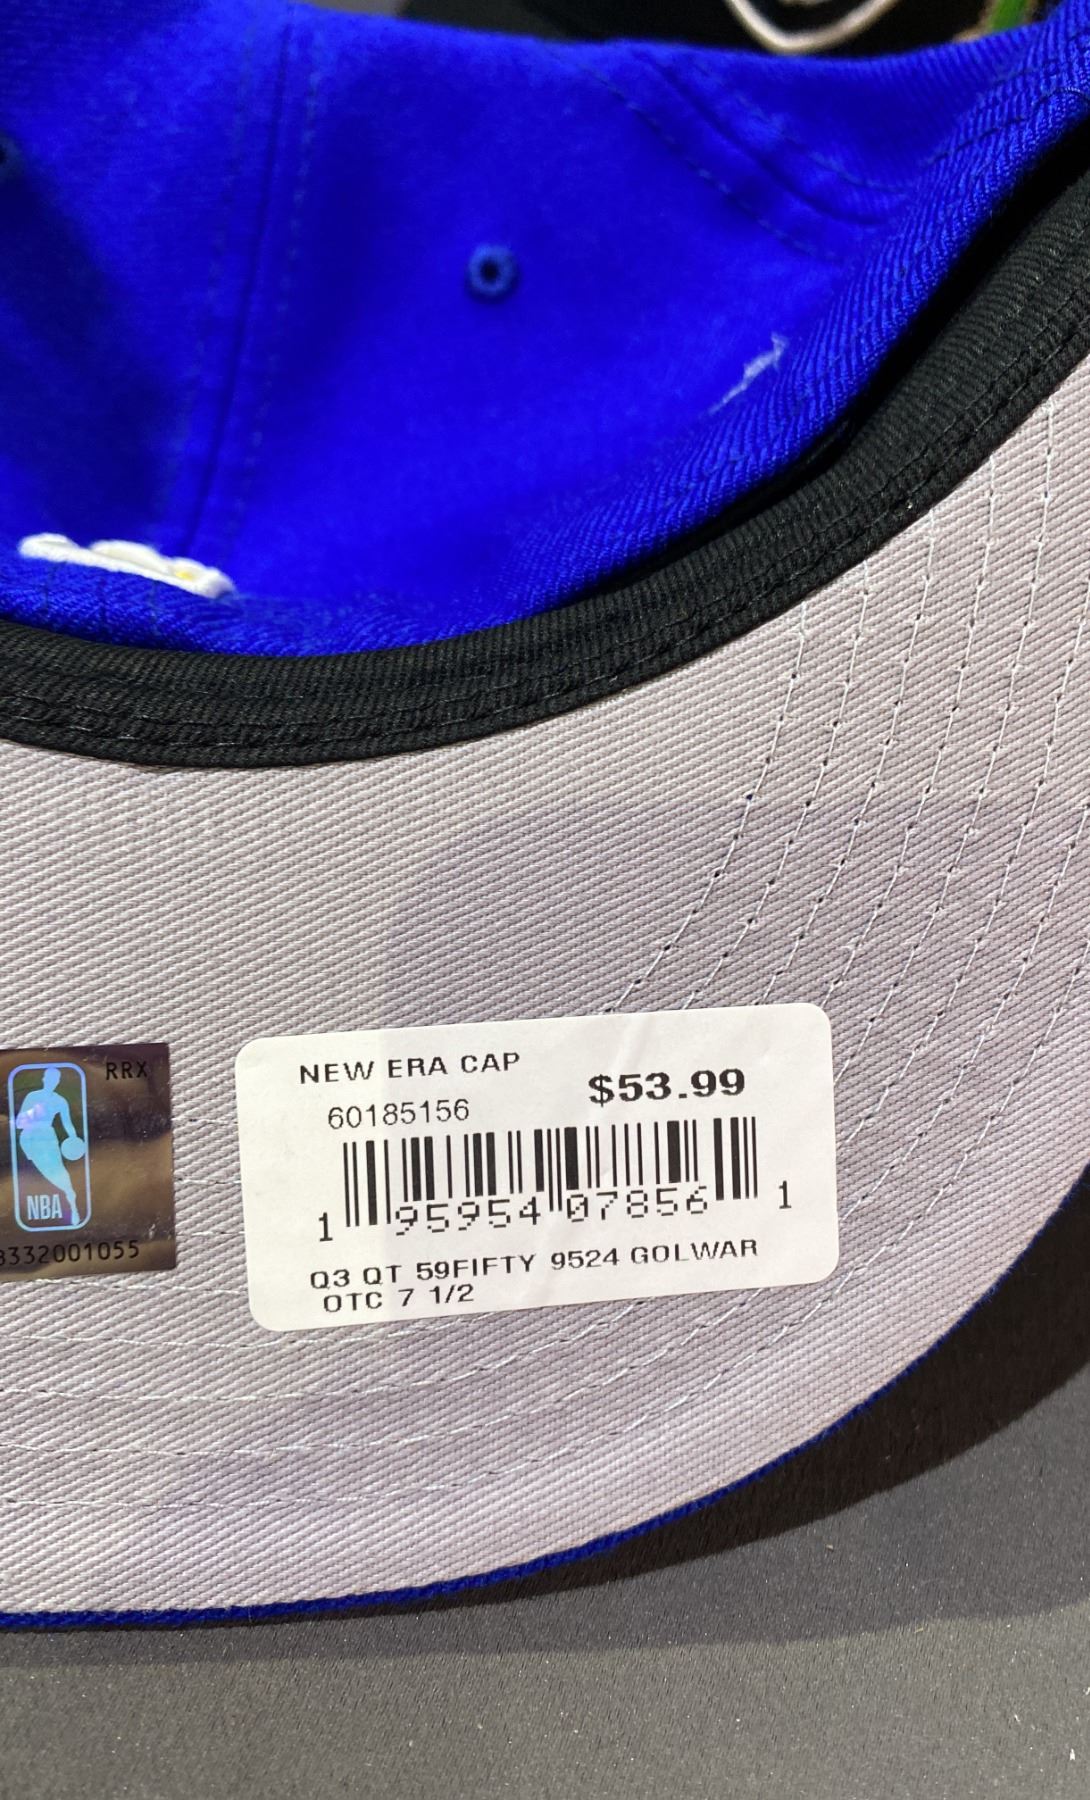 NEW ERA CAP
$53.99
60185156
1 95954 07856 1
Q3 QT 59FIFTY 9524 GOLWAR
OTC 7 1/2
RRX
NBA
332001055